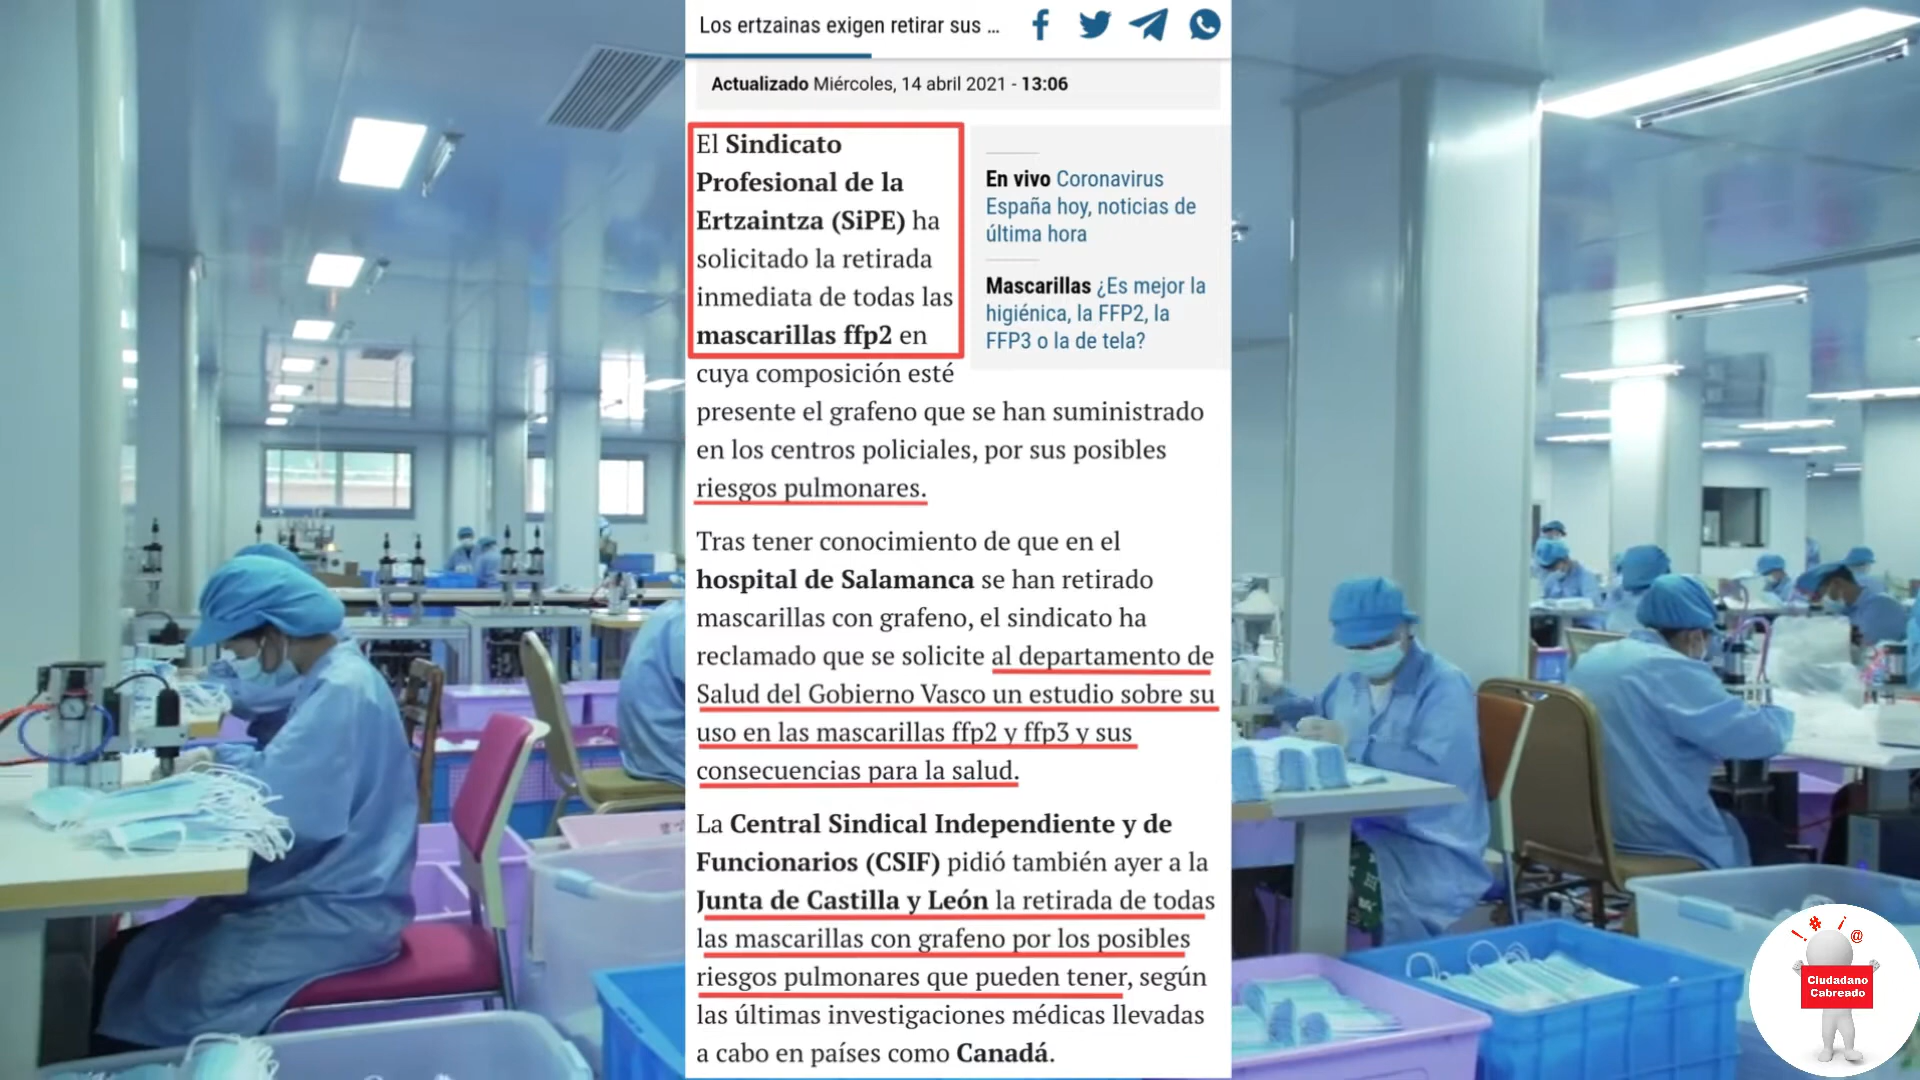 Los ertzainas exigen retirar sus ...
Actualizado Miércoles, 14 abril 2021 - 13:06
El Sindicato
Profesional de la
Ertzaintza (SiPE) ha
solicitado la retirada
inmediata de todas las
mascarillas ffp2 en
cuya composición esté
presente el grafeno que se han suministrado
en los centros policiales, por sus posibles
riesgos pulmonares.
En vivo Coronavirus
España hoy, noticias de
última hora
Mascarillas ¿Es mejor la
higiénica, la FFP2, la
FFP3 o la de tela?
Tras tener conocimiento de que en el
hospital de Salamanca se han retirado
mascarillas con grafeno, el sindicato ha
reclamado que se solicite al departamento de
Salud del Gobierno Vasco un estudio sobre su
uso en las mascarillas ffp2 y ffp3 y sus
consecuencias para la salud.
La Central Sindical Independiente y de
Funcionarios (CSIF) pidió también ayer a la
Junta de Castilla y León la retirada de todas
las mascarillas con grafeno por los posibles
riesgos pulmonares que pueden tener, según
las últimas investigaciones médicas llevadas
a cabo en países como Canadá.
! # ¡ @
Ciudadano
Cabreado